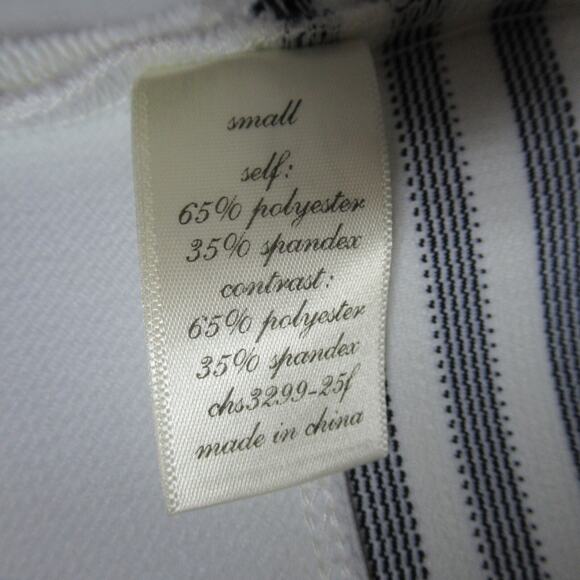 small
self:
65% polyester
35% spandex
contrast:
65% polyester
35% spandex
chs3299-25f
made in china